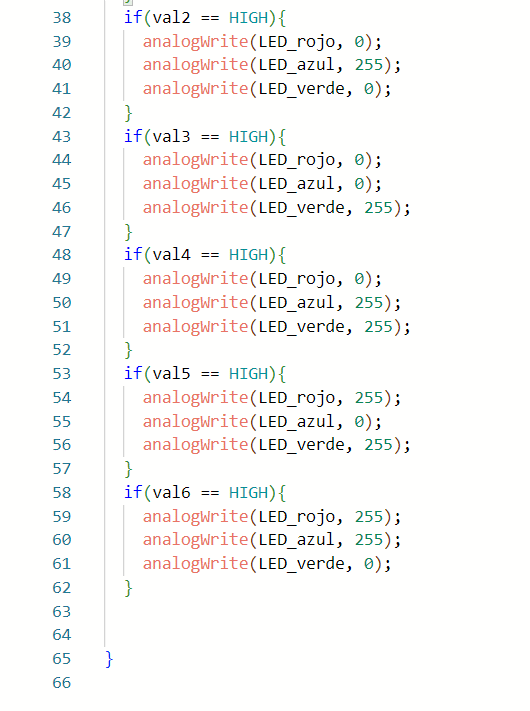 38 if(val2 == HIGH){
39 analogWrite(LED_rojo, 0);
40 analogWrite(LED_azul, 255);
41 analogWrite(LED_verde, 0);
42 }
43 if(val3 == HIGH){
44 analogWrite(LED_rojo, 0);
45 analogWrite(LED_azul, 0);
46 analogWrite(LED_verde, 255);
47 }
48 if(val4 == HIGH){
49 analogWrite(LED_rojo, 0);
50 analogWrite(LED_azul, 255);
51 analogWrite(LED_verde, 255);
52 }
53 if(val5 == HIGH){
54 analogWrite(LED_rojo, 255);
55 analogWrite(LED_azul, 0);
56 analogWrite(LED_verde, 255);
57 }
58 if(val6 == HIGH){
59 analogWrite(LED_rojo, 255);
60 analogWrite(LED_azul, 255);
61 analogWrite(LED_verde, 0);
62 }
63
64
65 }
66